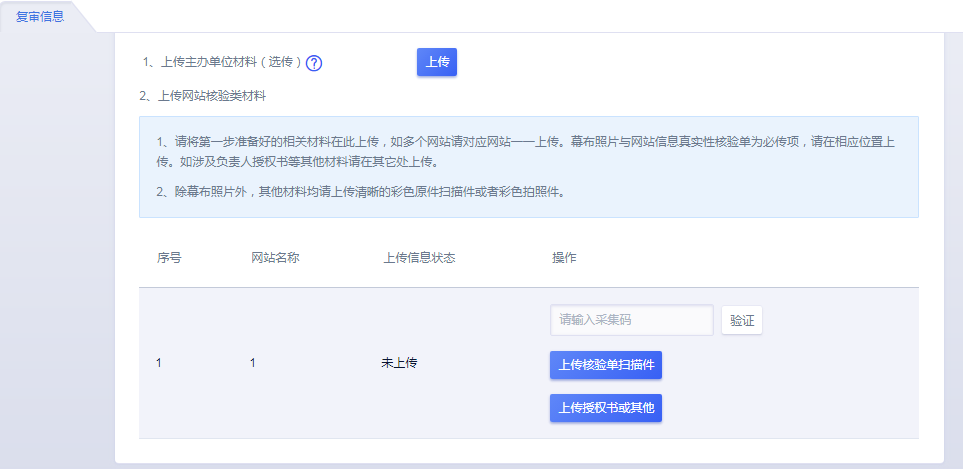 复审信息
1、上传主办单位材料（选传）? 上传
2、上传网站核验类材料
1、请将第一步准备好的相关材料在此上传，如多个网站请对应网站一一上传。幕布照片与网站信息真实性核验单为必传项，请在相应位置上
传。如涉及负责人授权书等其他材料请在其它处上传。
2、除幕布照片外，其他材料均请上传清晰的彩色原件扫描件或者彩色拍照件。
序号 网站名称 上传信息状态 操作
请输入采集码 验证
1 1 未上传 上传核验单扫描件
上传授权书或其他